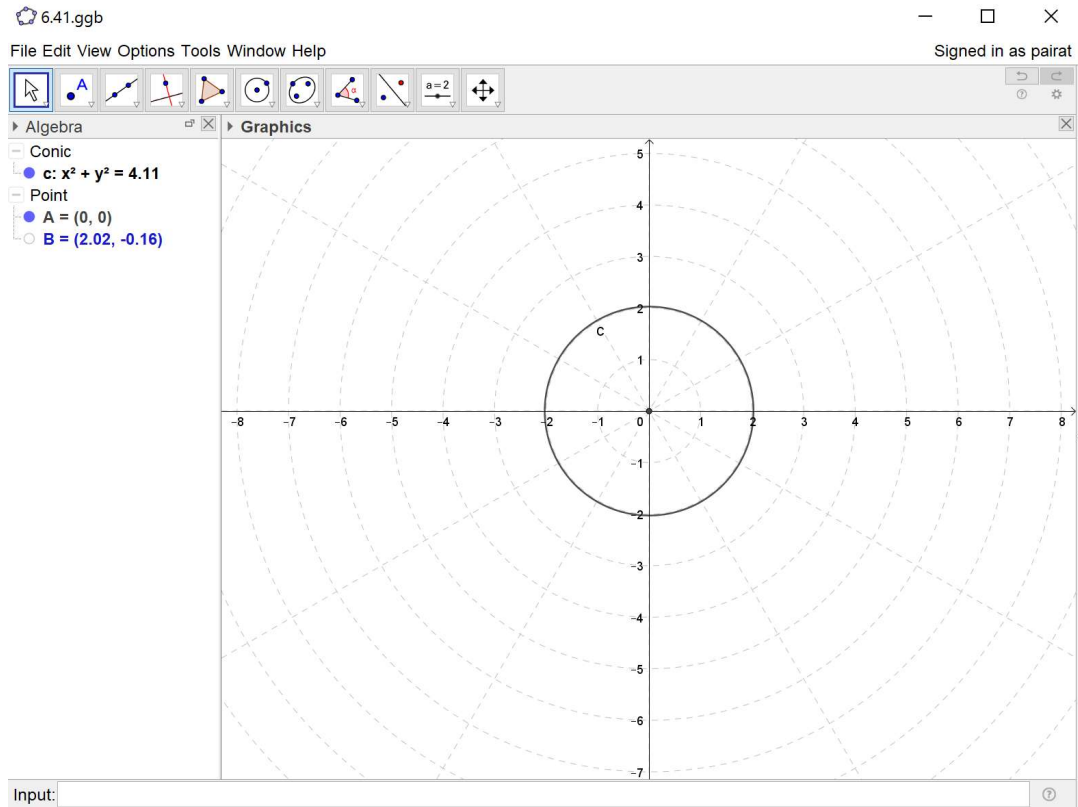 6.41.ggb
File Edit View Options Tools Window Help
Signed in as pairat
A
α
a=2
Algebra
Graphics
Conic
c: x² + y² = 4.11
Point
A = (0, 0)
B = (2.02, -0.16)
5
4
3
2
c
1
−8 −7 −6 −5 −4 −3 −2 −1 0 1 2 3 4 5 6 7 8
−1
−2
−3
−4
−5
−6
−7
Input: